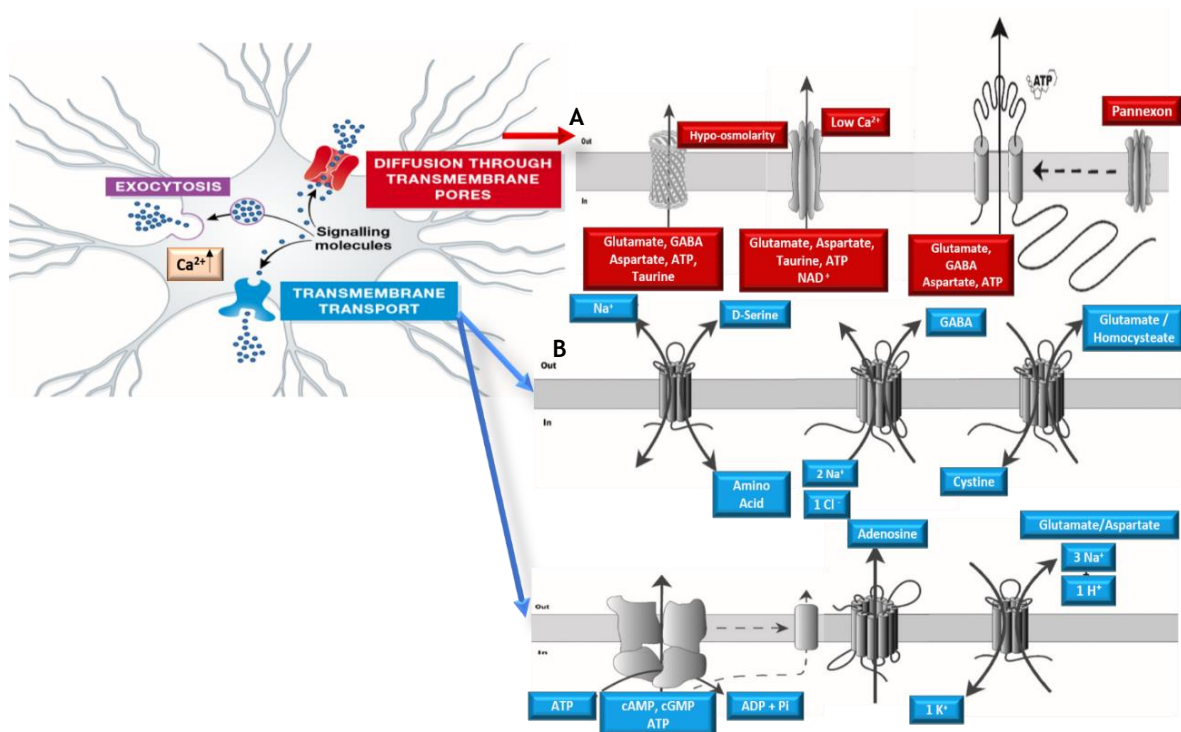 A
EXOCYTOSIS
DIFFUSION THROUGH
TRANSMEMBRANE
PORES
Signalling
molecules
Ca²⁺
TRANSMEMBRANE
TRANSPORT
Out
In
Hypo-osmolarity
Low Ca²⁺
ATP
Pannexon
Glutamate, GABA
Aspartate, ATP,
Taurine
Glutamate, Aspartate,
Taurine, ATP
NAD⁺
Glutamate,
GABA
Aspartate, ATP
B
Na⁺
D-Serine
GABA
Glutamate /
Homocysteate
Out
In
Amino
Acid
2 Na⁺
1 Cl⁻
Cystine
Adenosine
Glutamate/Aspartate
3 Na⁺
1 H⁺
Out
In
ATP
cAMP, cGMP
ATP
ADP + Pi
1 K⁺